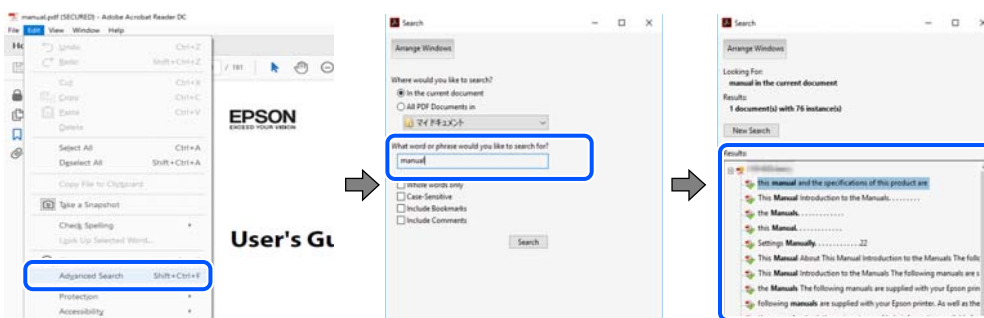 manual.pdf (SECURED) - Adobe Acrobat Reader DC
File Edit View Window Help
Undo Ctrl+Z
Redo Shift+Ctrl+Z
Cut Ctrl+X
Copy Ctrl+C
Paste Ctrl+V
Delete
Select All Ctrl+A
Deselect All Shift+Ctrl+A
Copy File to Clipboard
Take a Snapshot
Check Spelling
Look Up Selected Word...
Advanced Search Shift+Ctrl+F
Protection
Accessibility
/ 181
EPSON
EXCEED YOUR VISION
User's Gu
Search
Arrange Windows
Where would you like to search?
In the current document
All PDF Documents in
マイ ドキュメント
What word or phrase would you like to search for?
manual
Whole words only
Case-Sensitive
Include Bookmarks
Include Comments
Search
Search
Arrange Windows
Looking For:
manual in the current document
Results:
1 document(s) with 76 instance(s)
New Search
Results:
this manual and the specifications of this product are
This Manual Introduction to the Manuals. . . . . . . . .
the Manuals. . . . . . . . . . . . .
this Manual. . . . . . . . . . . . .
Settings Manually. . . . . . . . . . . . .22
This Manual About This Manual Introduction to the Manuals The follo
This Manual Introduction to the Manuals The following manuals are s
the Manuals The following manuals are supplied with your Epson prin
following manuals are supplied with your Epson printer. As well as the